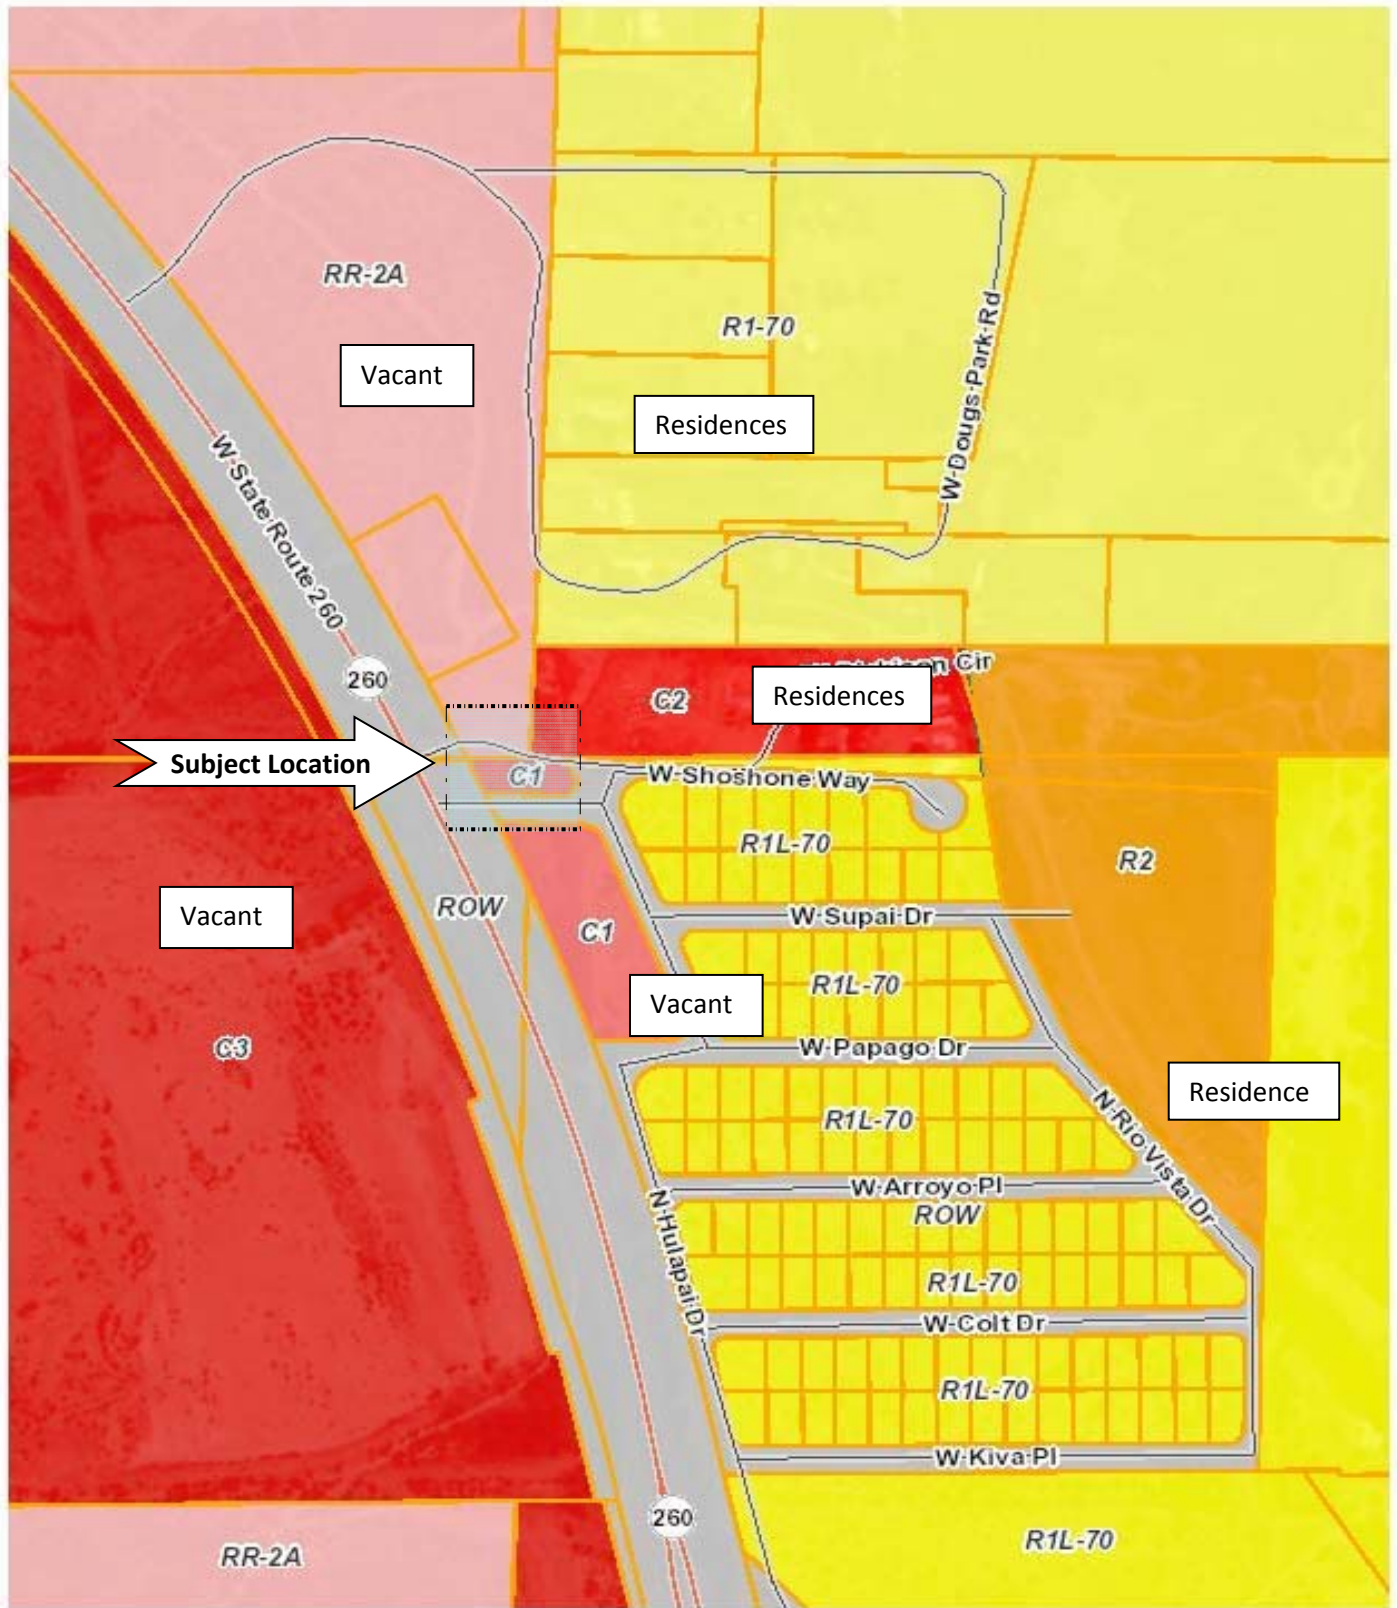 RR-2A
R1-70
Vacant
Residences
W Dougs Park Rd
W State Route 260
260
Cir
C2
Residences
Subject Location
C1
W Shoshone Way
R1L-70
R2
Vacant
ROW
W Supai Dr
C1
R1L-70
Vacant
C3
W Papago Dr
Residence
R1L-70
N Rio Vista Dr
W Arroyo Pl
ROW
N Hulapai Dr
R1L-70
W Colt Dr
R1L-70
W Kiva Pl
260
R1L-70
RR-2A